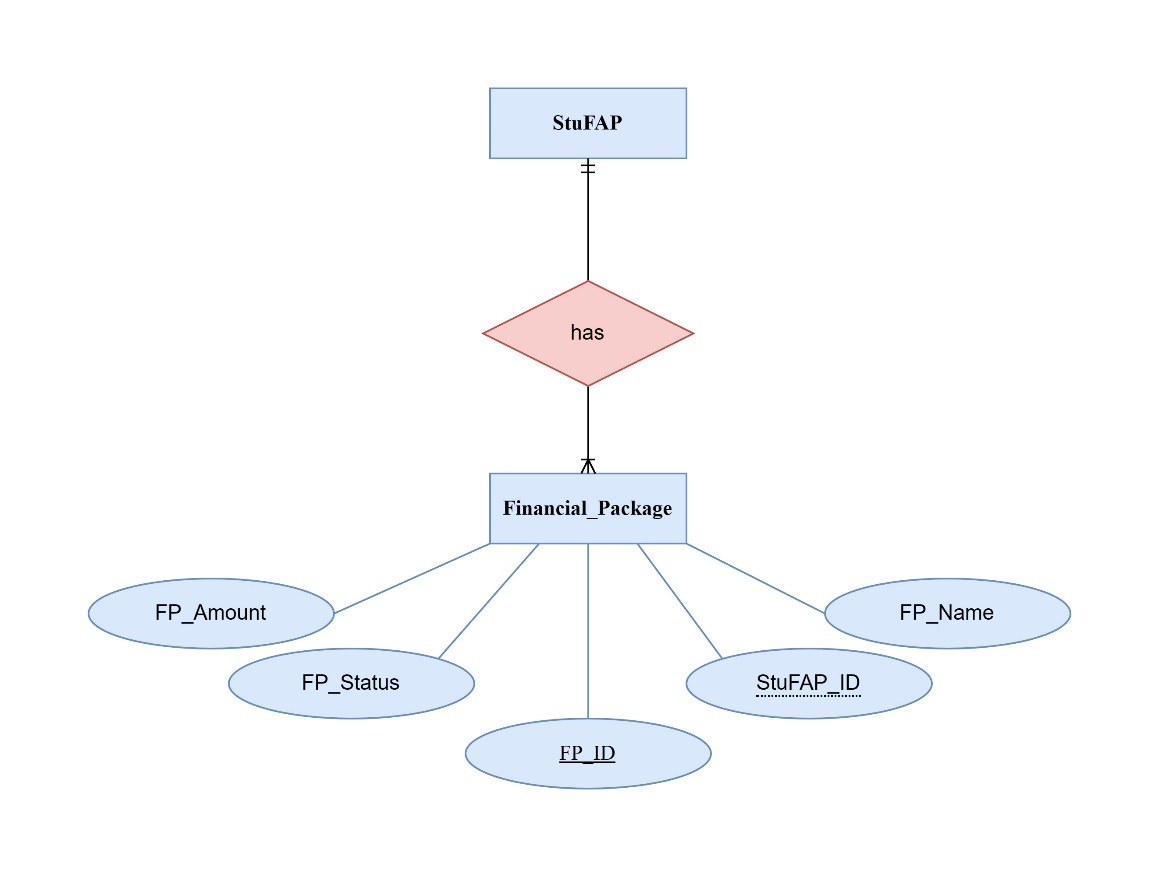 StuFAP
has
Financial_Package
FP_Amount
FP_Name
FP_Status
StuFAP_ID
FP_ID